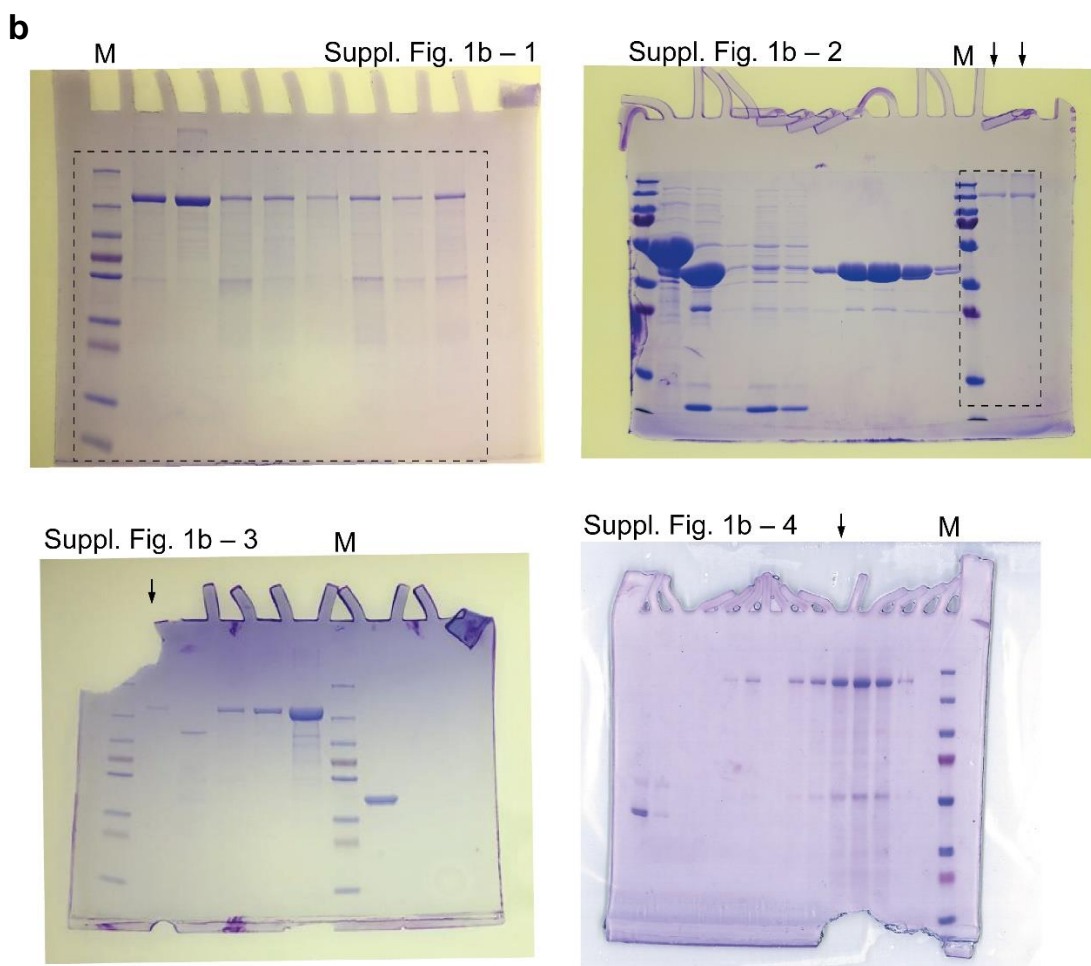 b
M Suppl. Fig. 1b – 1
Suppl. Fig. 1b – 2 M
Suppl. Fig. 1b – 3 M
Suppl. Fig. 1b – 4 M